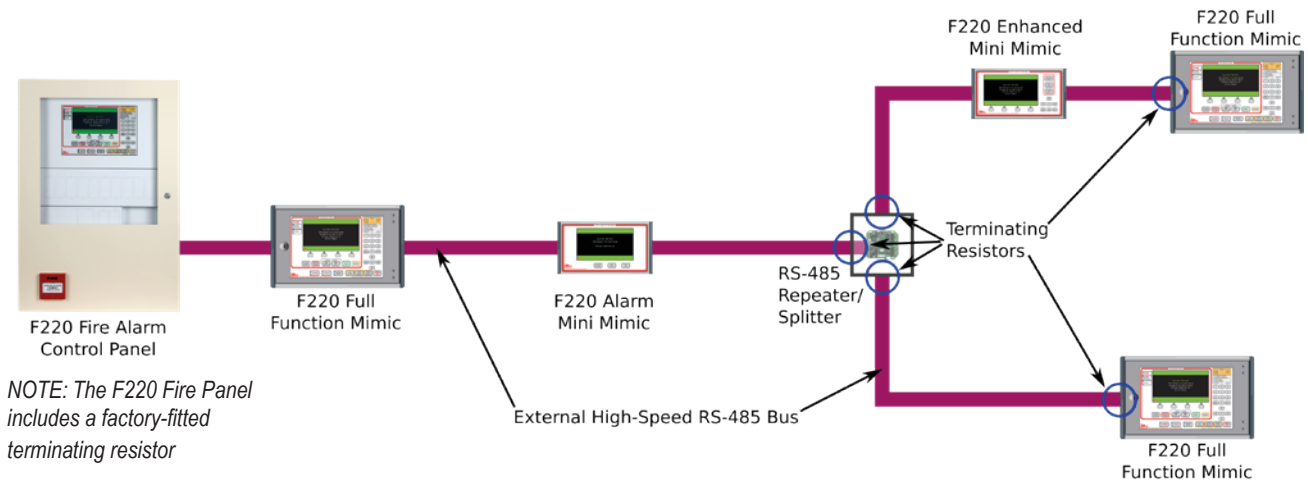 F220 Enhanced
Mini Mimic
F220 Full
Function Mimic
Terminating
Resistors
RS-485
Repeater/
Splitter
F220 Full
Function Mimic
F220 Alarm
Mini Mimic
F220 Fire Alarm
Control Panel
NOTE: The F220 Fire Panel
includes a factory-fitted
terminating resistor
External High-Speed RS-485 Bus
F220 Full
Function Mimic